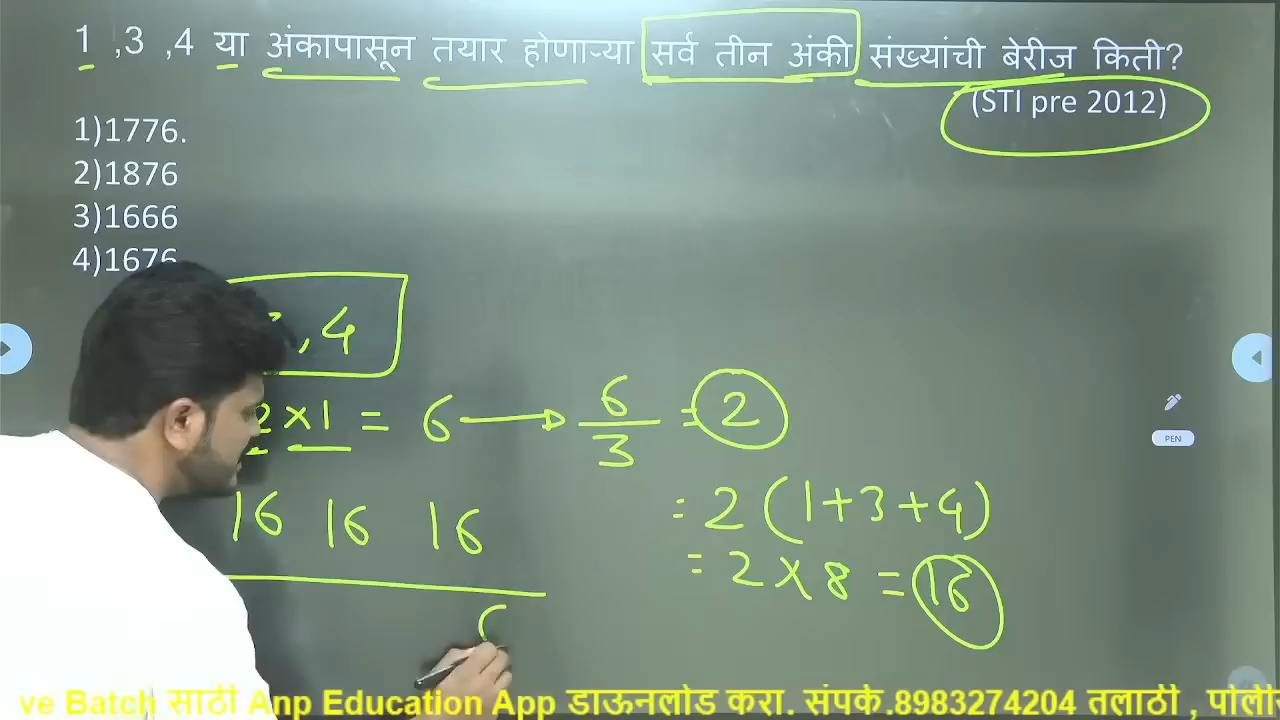 1 ,3 ,4 या अंकापासून तयार होणाऱ्या सर्व तीन अंकी संख्यांची बेरीज किती?
(STI pre 2012)
1)1776.
2)1876
3)1666
4)1676
, 4
2 × 1 = 6 → 6/3 = 2
16 16 16
= 2 (1+3+4)
= 2 × 8 = 16
PEN
ve Batch साठी Anp Education App डाऊनलोड करा. संपर्क.8983274204 तलाठी ,